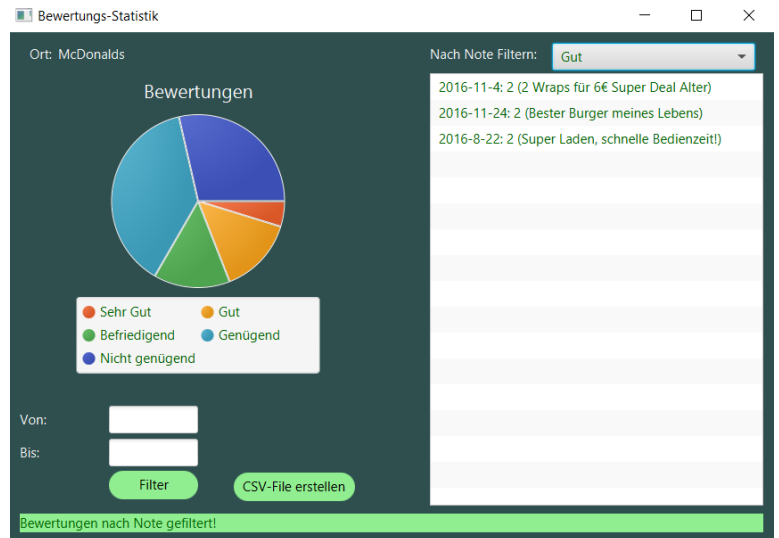 Bewertungs-Statistik
Ort: McDonalds
Nach Note Filtern: Gut
Bewertungen
2016-11-4: 2 (2 Wraps für 6€ Super Deal Alter)
2016-11-24: 2 (Bester Burger meines Lebens)
2016-8-22: 2 (Super Laden, schnelle Bedienzeit!)
Sehr Gut Gut
Befriedigend Genügend
Nicht genügend
Von:
Bis:
Filter CSV-File erstellen
Bewertungen nach Note gefiltert!